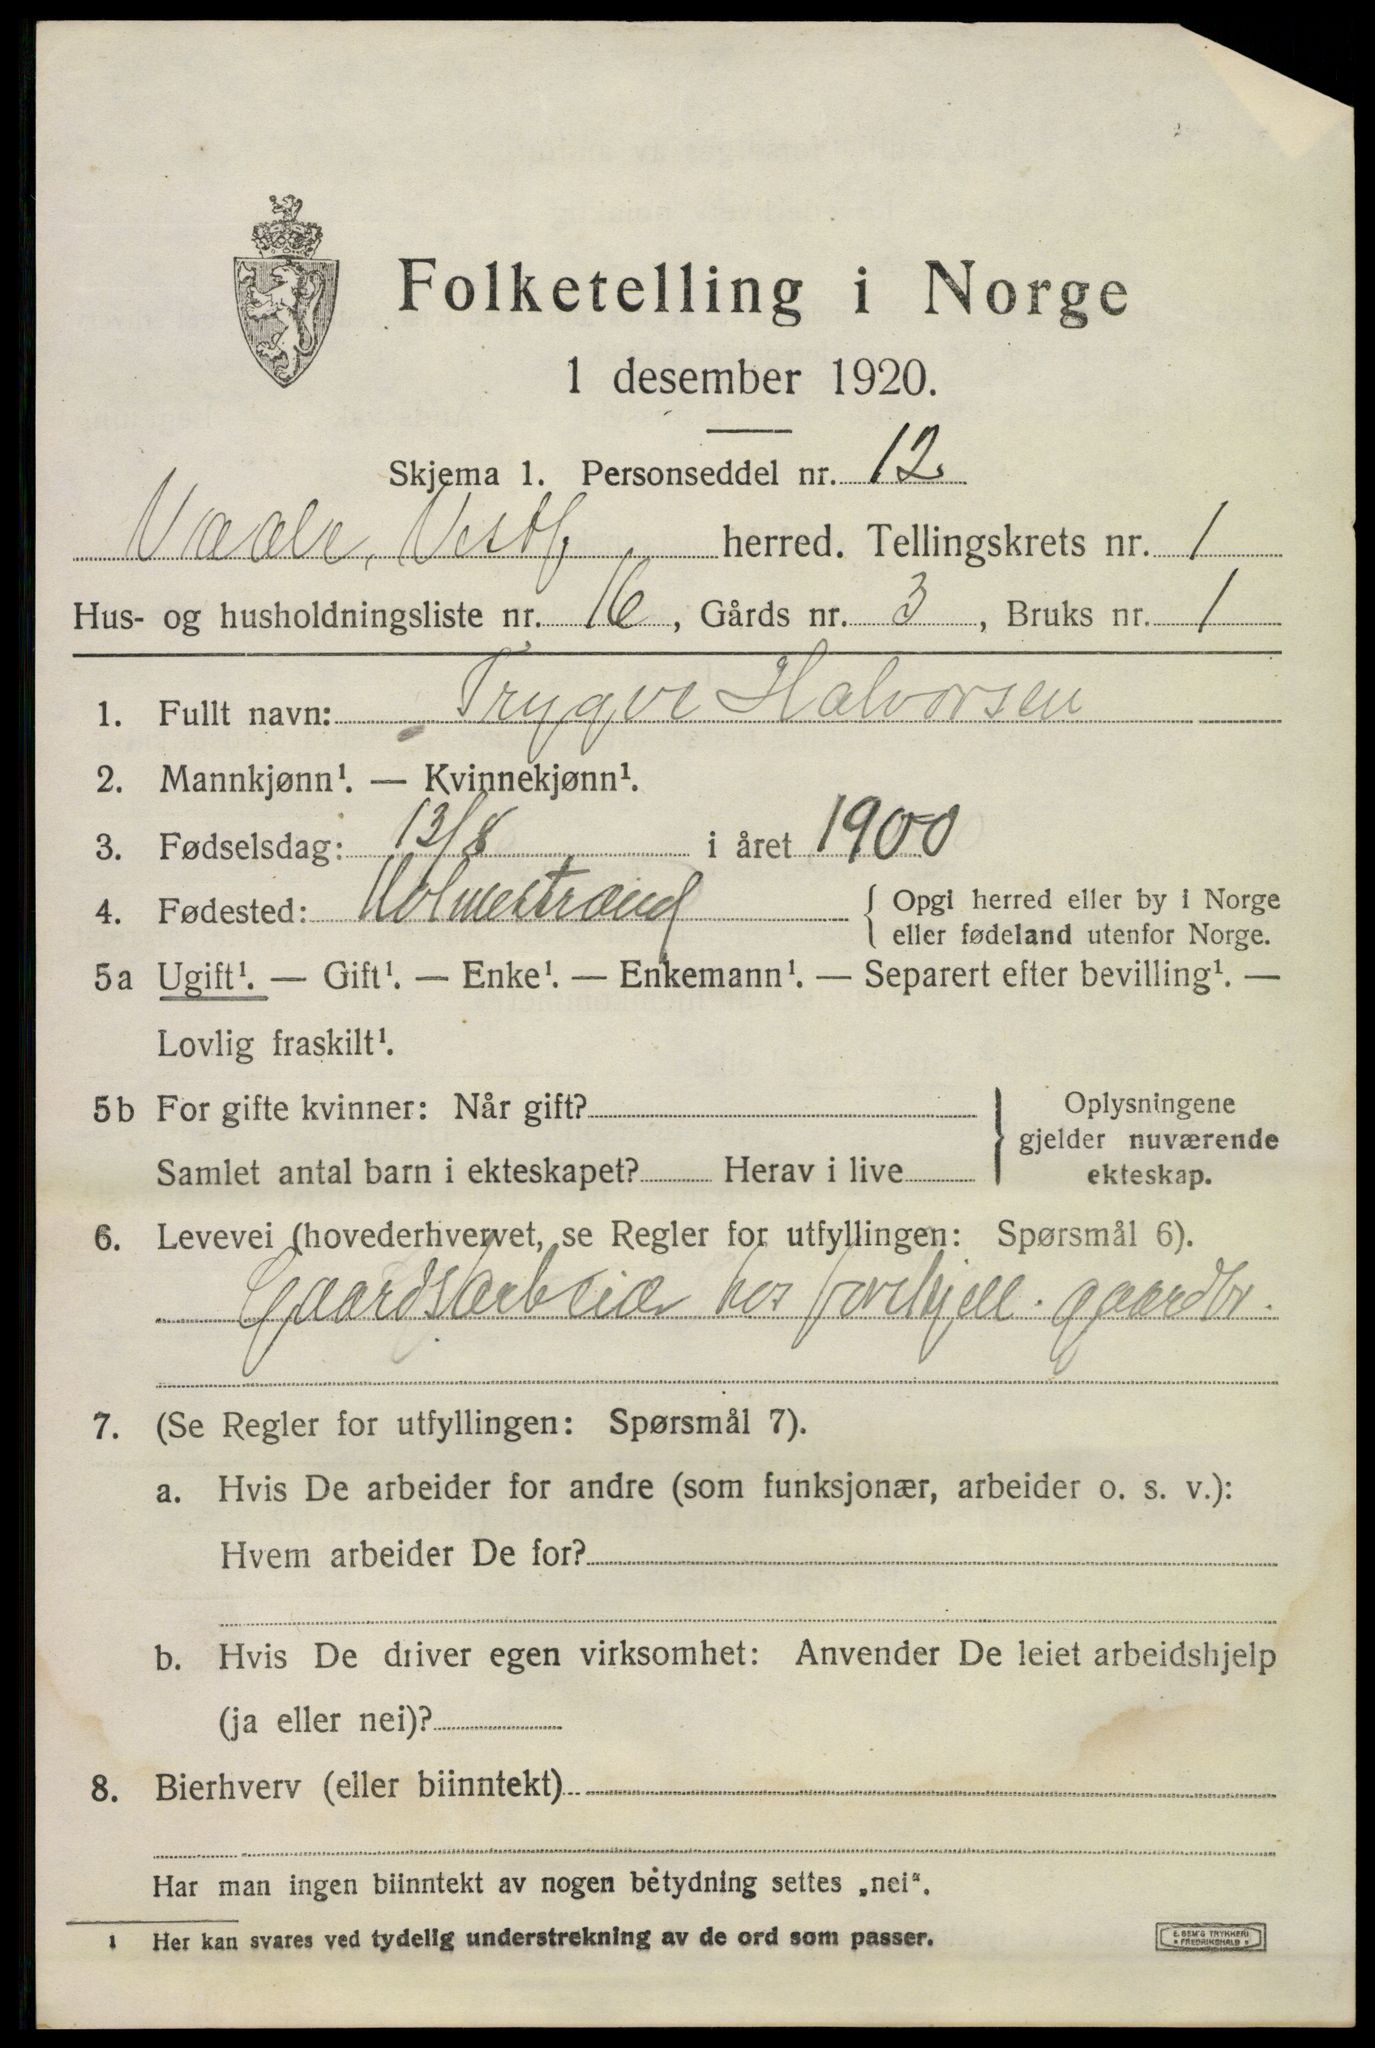 Folketelling i Norge
1 desember 1920.
Skjema 1. Personseddel nr. 12.
Vaale, Vestf. herred. Tellingskrets nr. 1
Hus- og husholdningsliste nr. 16, Gårds nr. 3, Bruks nr. 1
1. Fullt navn: Trygve Halvorsen
2. Mannkjønn¹. — Kvinnekjønn¹.
3. Fødselsdag: 13/8 i året 1900
4. Fødested: Holmestrand { Opgi herred eller by i Norge
eller fødeland utenfor Norge.
5a Ugift¹. — Gift¹. — Enke¹. — Enkemann¹. — Separert efter bevilling¹. —
Lovlig fraskilt¹.
5b For gifte kvinner: Når gift?
Samlet antal barn i ekteskapet? Herav i live
} Oplysningene
gjelder nuværende
ekteskap.
6. Levevei (hovederhvervet, se Regler for utfyllingen: Spørsmål 6).
Gaardsarbeider hos gaardbr.
7. (Se Regler for utfyllingen: Spørsmål 7).
a. Hvis De arbeider for andre (som funksjonær, arbeider o. s. v.):
Hvem arbeider De for?
b. Hvis De driver egen virksomhet: Anvender De leiet arbeidshjelp
(ja eller nei)?
8. Bierhverv (eller biinntekt)
Har man ingen biinntekt av nogen betydning settes „nei“.
1 Her kan svares ved tydelig understrekning av de ord som passer.
E. SEM'S TRYKKERI
• FREDRIKSHALD •